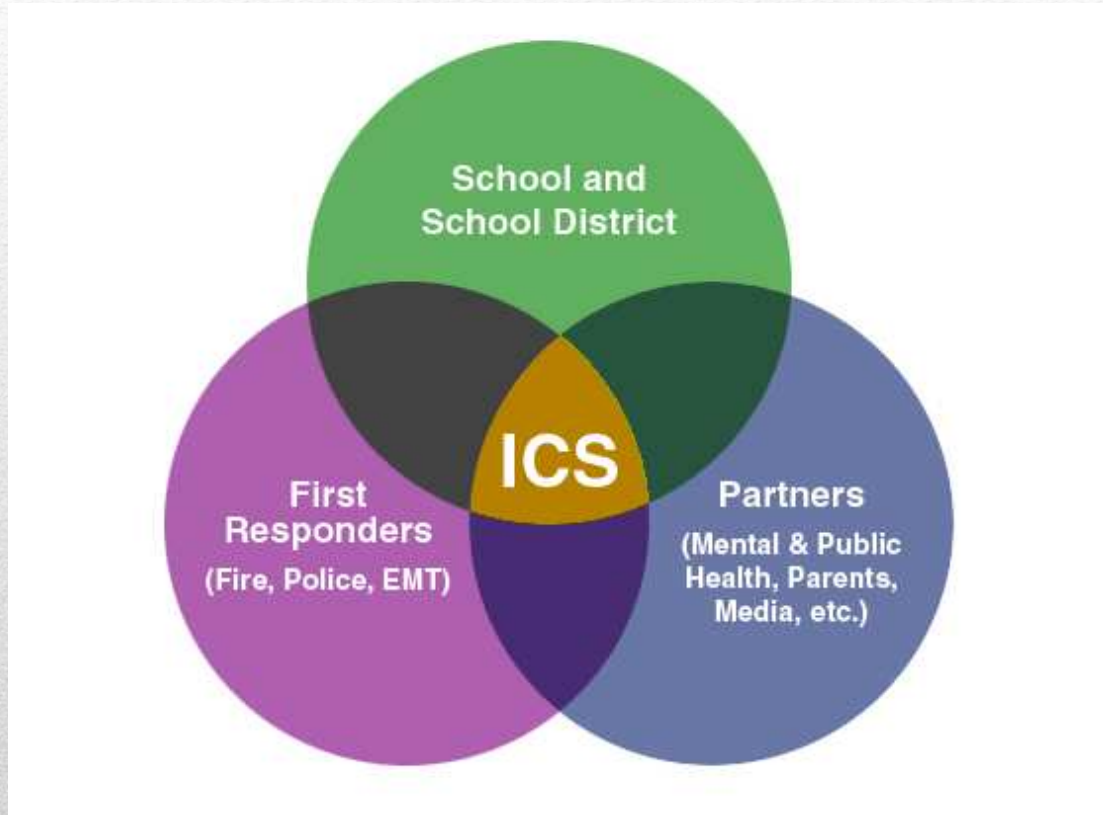 School and
School District
ICS
First
Responders
(Fire, Police, EMT)
Partners
(Mental & Public
Health, Parents,
Media, etc.)